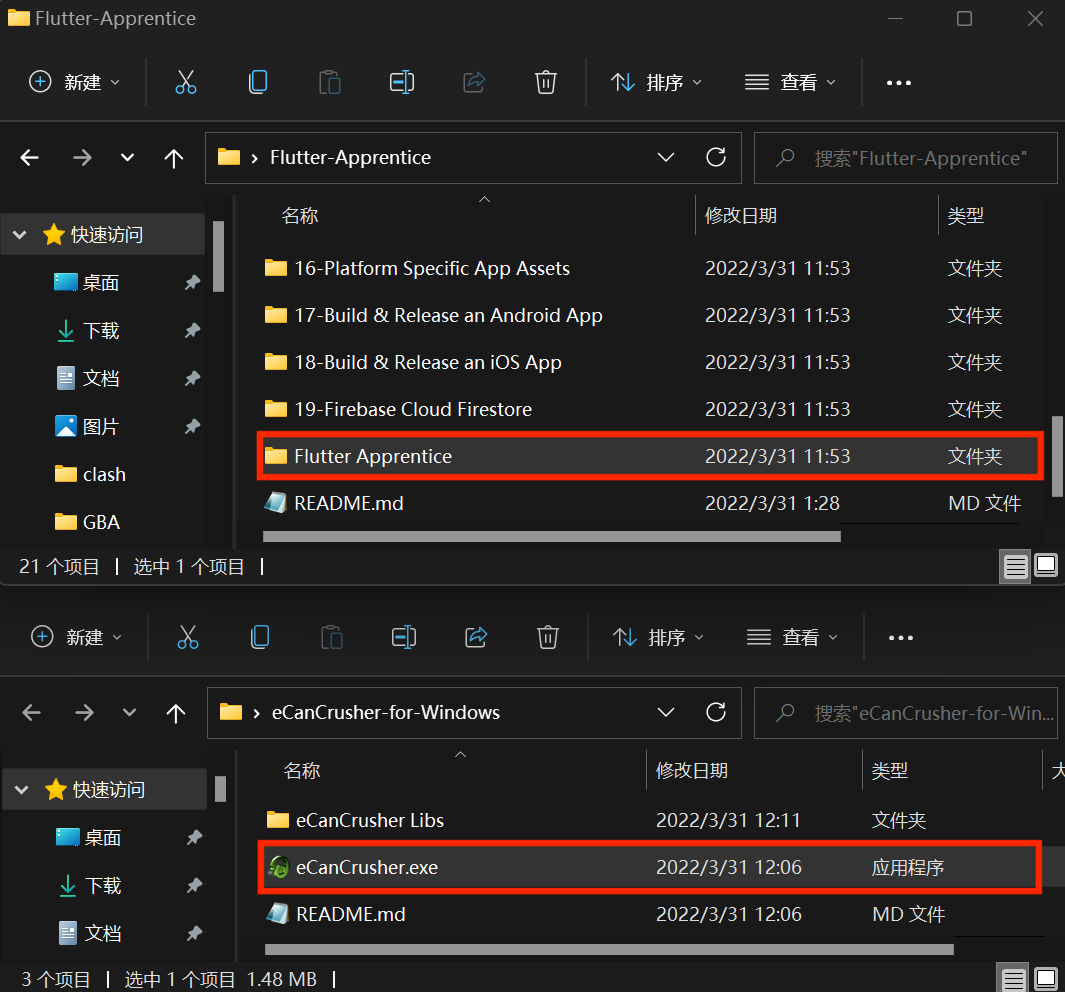 Flutter-Apprentice
新建 排序 查看
Flutter-Apprentice 搜索"Flutter-Apprentice"
名称 修改日期 类型
快速访问
16-Platform Specific App Assets 2022/3/31 11:53 文件夹
桌面
17-Build & Release an Android App 2022/3/31 11:53 文件夹
下载
18-Build & Release an iOS App 2022/3/31 11:53 文件夹
文档
19-Firebase Cloud Firestore 2022/3/31 11:53 文件夹
图片
Flutter Apprentice 2022/3/31 11:53 文件夹
clash
README.md 2022/3/31 1:28 MD 文件
GBA
21 个项目 选中 1 个项目
新建 排序 查看
eCanCrusher-for-Windows 搜索"eCanCrusher-for-Win...
名称 修改日期 类型 大
快速访问
eCanCrusher Libs 2022/3/31 12:11 文件夹
桌面
eCanCrusher.exe 2022/3/31 12:06 应用程序
下载
README.md 2022/3/31 12:06 MD 文件
文档
3 个项目 选中 1 个项目 1.48 MB